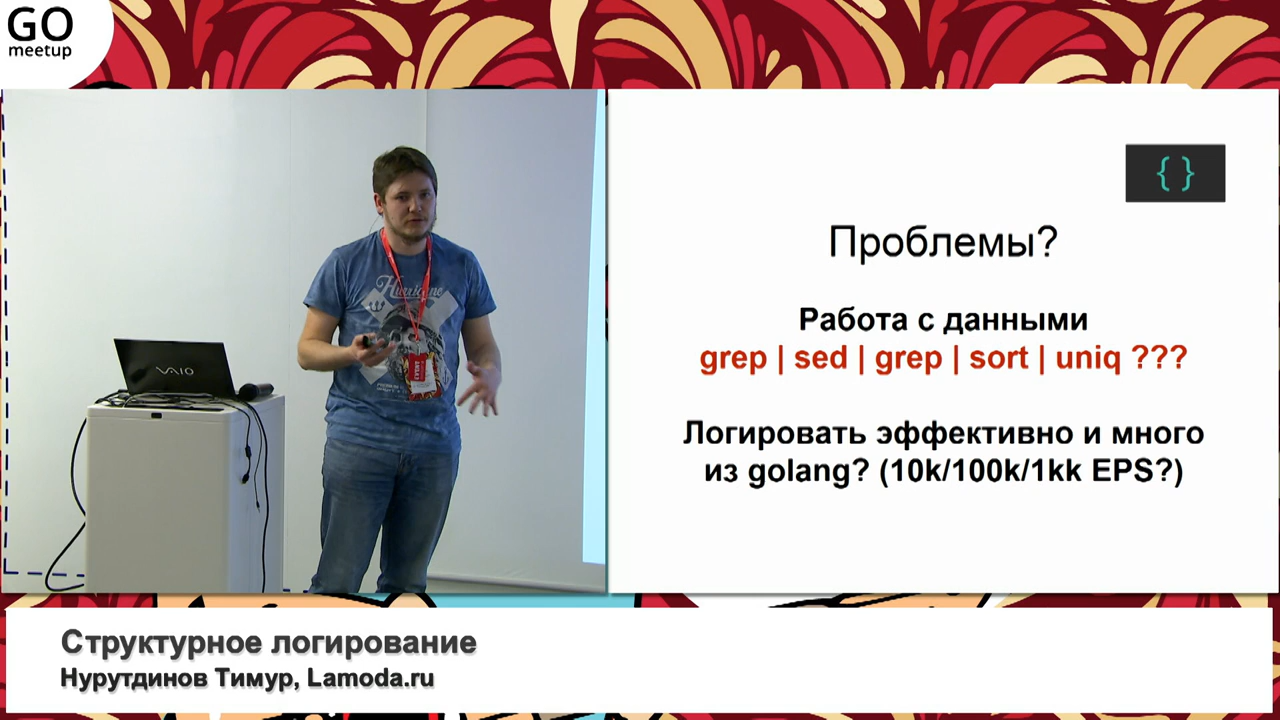 GO
meetup
Hurricane
VAIO
Проблемы?
Работа с данными
grep | sed | grep | sort | uniq ???
Логировать эффективно и много
из golang? (10k/100k/1kk EPS?)
Структурное логирование
Нурутдинов Тимур, Lamoda.ru